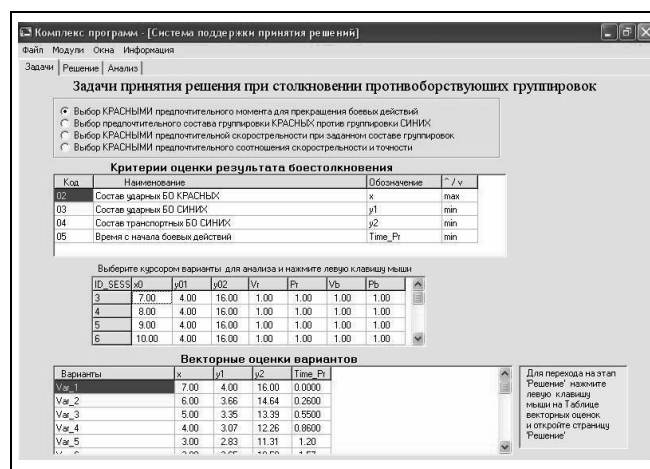 Комплекс программ - [Система поддержки принятия решений]
Файл Модули Окна Информация
Задачи Решение Анализ
Задачи принятия решения при столкновении противоборствующих группировок
Выбор КРАСНЫМИ предпочтительного момента для прекращения боевых действий
Выбор предпочтительного состава группировки КРАСНЫХ против группировки СИНИХ
Выбор КРАСНЫМИ предпочтительной скорострельности при заданном составе группировок
Выбор КРАСНЫМИ предпочтительного соотношения скорострельности и точности
Критерии оценки результата боестолкновения
Код Наименование Обозначение ^ / v
02 Состав ударных БО КРАСНЫХ x max
03 Состав ударных БО СИНИХ y1 min
04 Состав транспортных БО СИНИХ y2 min
05 Время с начала боевых действий Time_Pr min
Выберите курсором варианты для анализа и нажмите левую клавишу мыши
ID_SESS x0 y01 y02 Vr Pr Vb Pb
3 7.00 4.00 16.00 1.00 1.00 1.00 1.00
4 8.00 4.00 16.00 1.00 1.00 1.00 1.00
5 9.00 4.00 16.00 1.00 1.00 1.00 1.00
6 10.00 4.00 16.00 1.00 1.00 1.00 1.00
Векторные оценки вариантов
Варианты x y1 y2 Time_Pr
Var_1 7.00 4.00 16.00 0.0000
Var_2 6.00 3.66 14.64 0.2600
Var_3 5.00 3.35 13.39 0.5500
Var_4 4.00 3.07 12.26 0.8600
Var_5 3.00 2.83 11.31 1.20
Для перехода на этап
'Решение' нажмите
левую клавишу
мыши на Таблице
векторных оценок
и откройте страницу
'Решение'